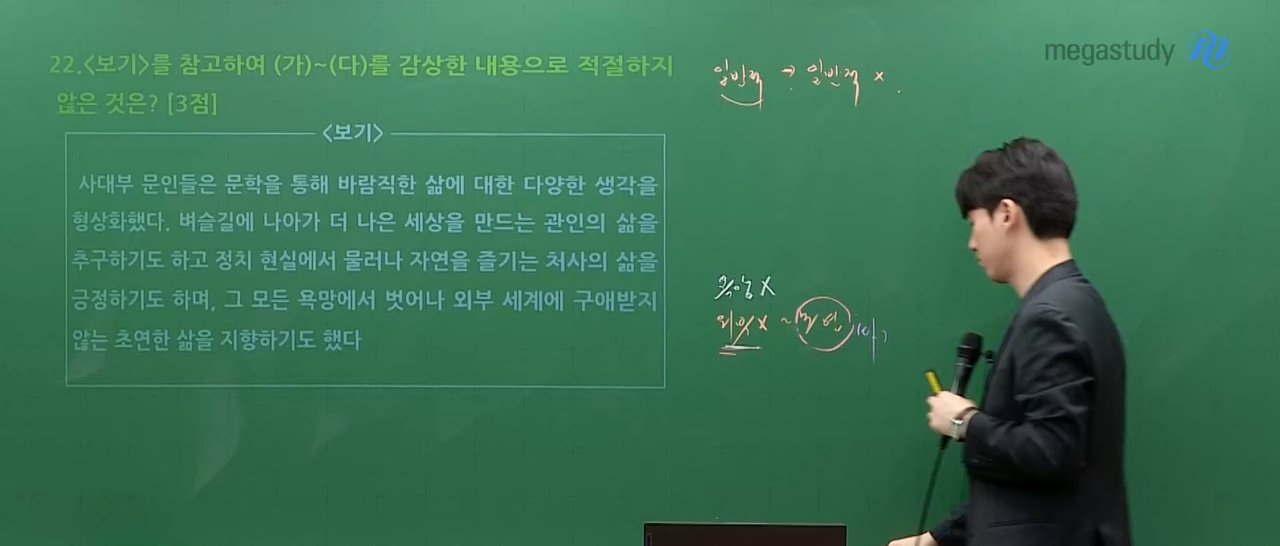 22.<보기>를 참고하여 (가)~(다)를 감상한 내용으로 적절하지
않은 것은? [3점]
<보기>
사대부 문인들은 문학을 통해 바람직한 삶에 대한 다양한 생각을
형상화했다. 벼슬길에 나아가 더 나은 세상을 만드는 관인의 삶을
추구하기도 하고 정치 현실에서 물러나 자연을 즐기는 처사의 삶을
긍정하기도 하며, 그 모든 욕망에서 벗어나 외부 세계에 구애받지
않는 초연한 삶을 지향하기도 했다
megastudy
일반적 → 일반적 x